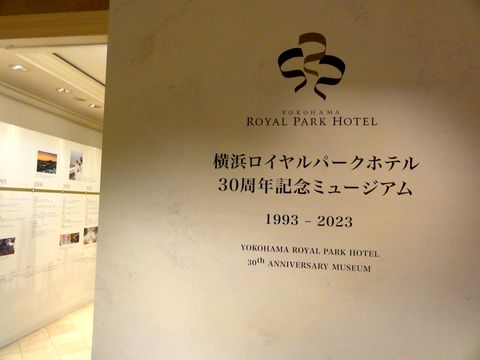 YOKOHAMA
ROYAL PARK HOTEL
横浜ロイヤルパークホテル
30周年記念ミュージアム
1993 – 2023
YOKOHAMA ROYAL PARK HOTEL
30th ANNIVERSARY MUSEUM